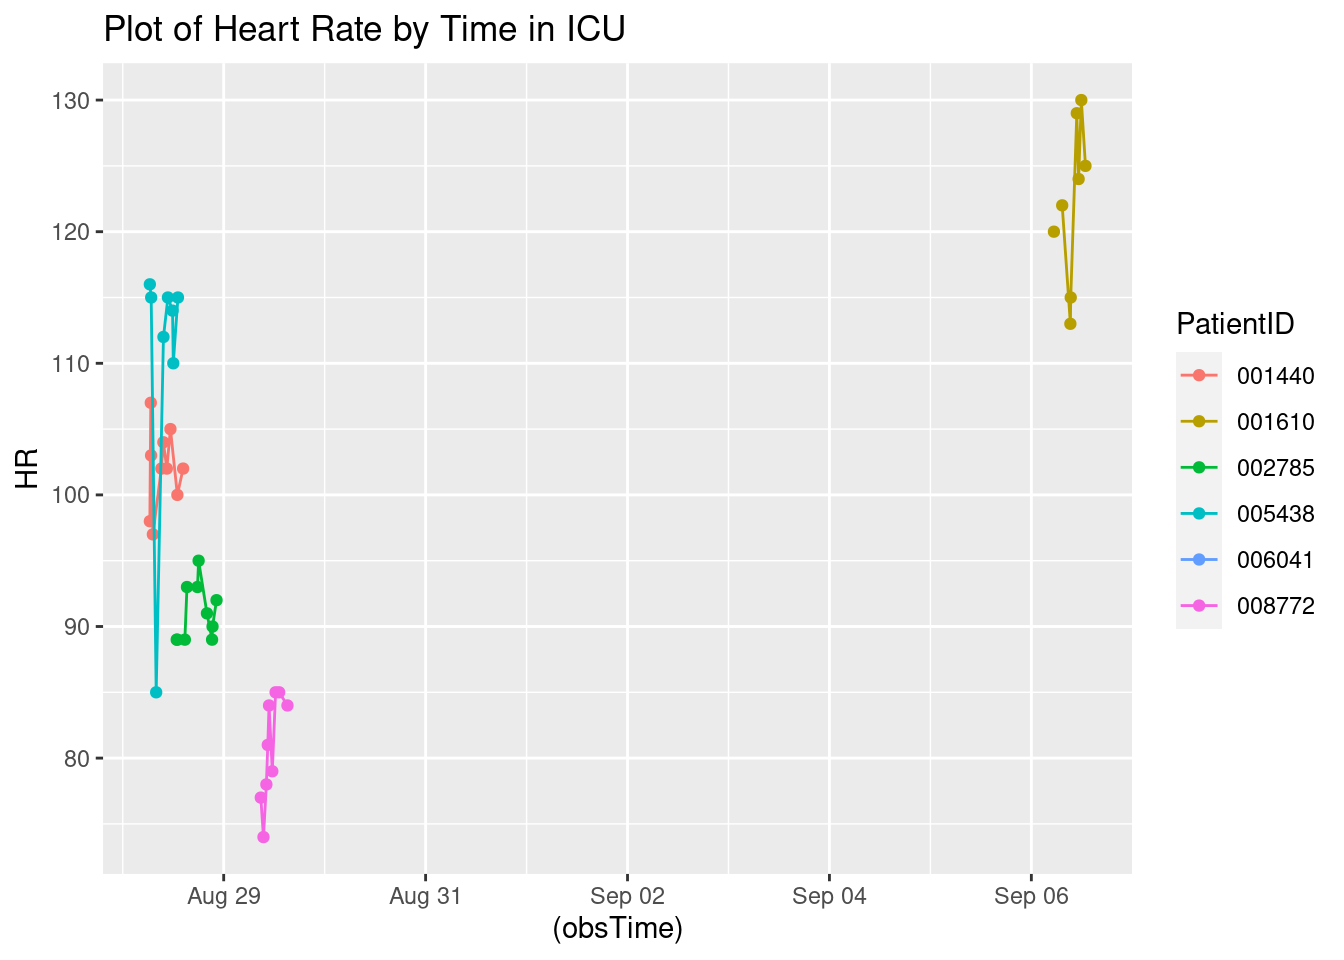 Plot of Heart Rate by Time in ICU
130
120
110
100
90
80
HR
Aug 29
Aug 31
Sep 02
Sep 04
Sep 06
(obsTime)
PatientID
001440
001610
002785
005438
006041
008772